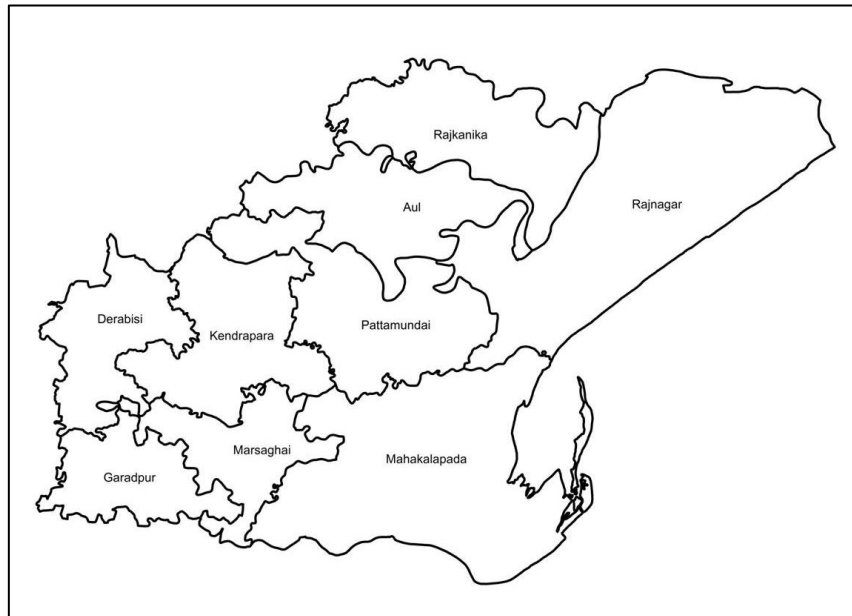 Rajkanika
Rajnagar
Aul
Derabisi
Pattamundai
Kendrapara
Marsaghai
Mahakalapada
Garadpur